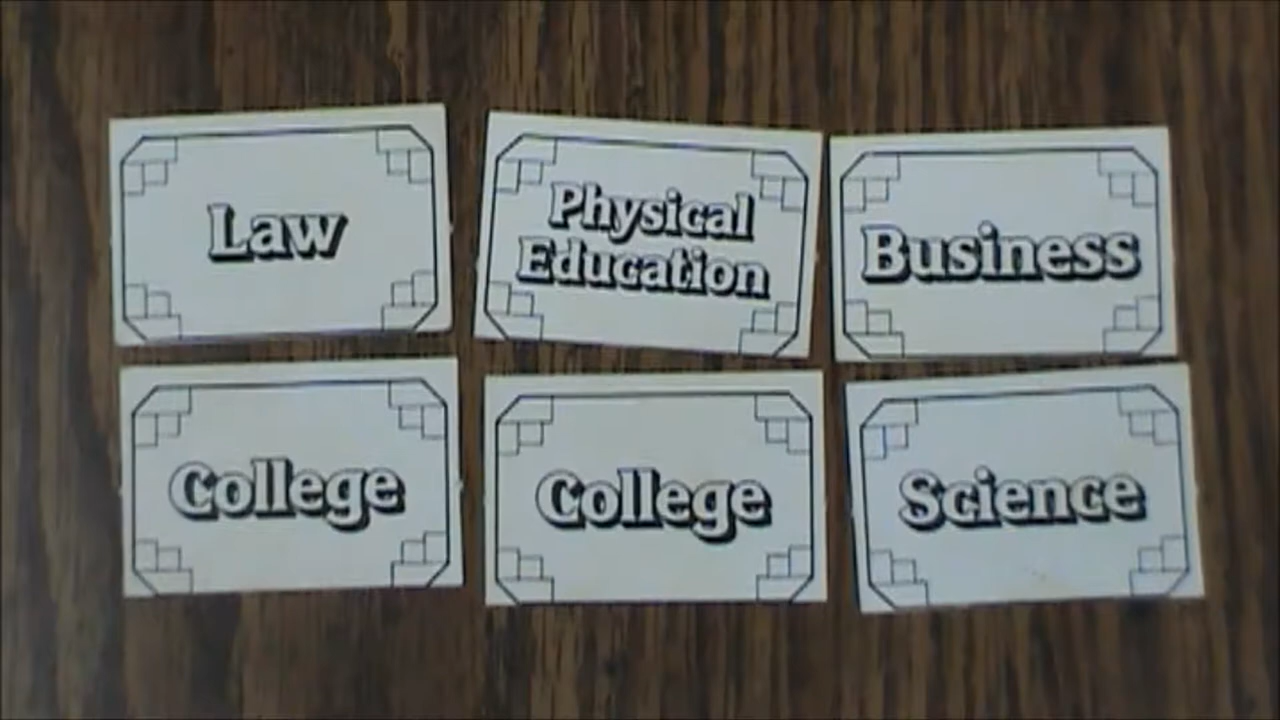 Law
Physical
Education
Business
College
College
Science